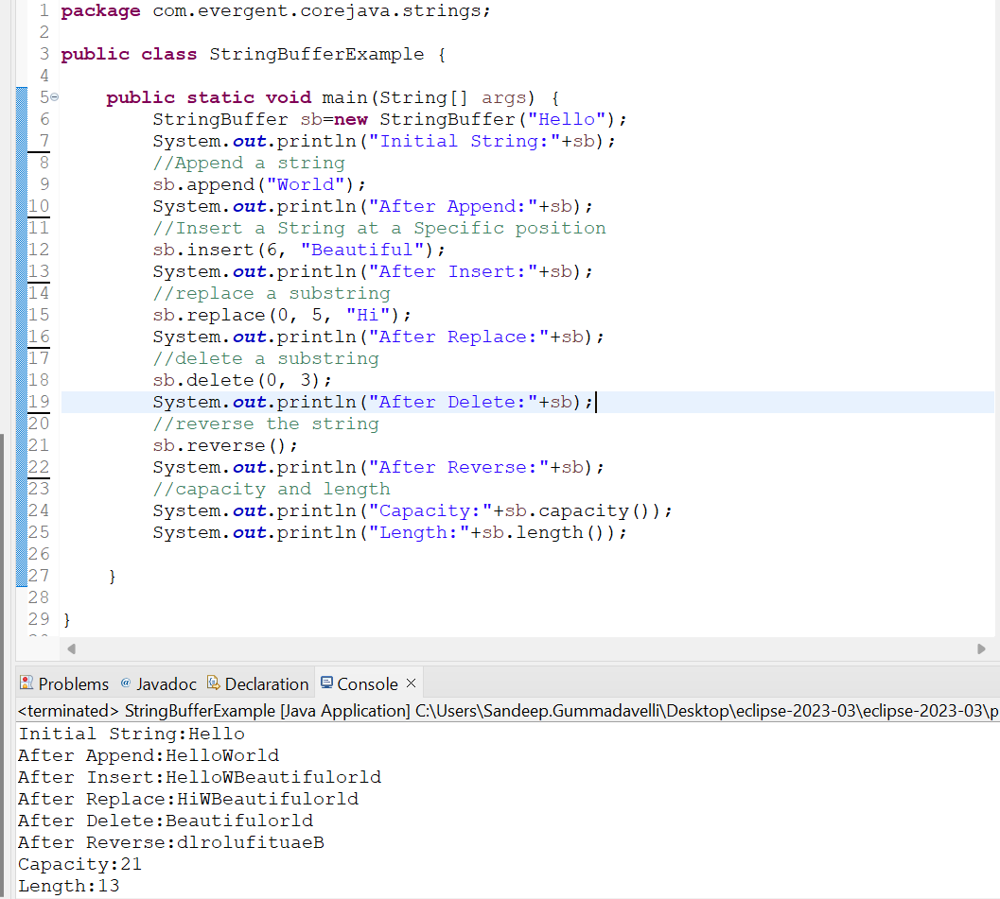 1 package com.evergent.corejava.strings;
2
3 public class StringBufferExample {
4
5 public static void main(String[] args) {
6 StringBuffer sb=new StringBuffer("Hello");
7 System.out.println("Initial String:"+sb);
8 //Append a string
9 sb.append("World");
10 System.out.println("After Append:"+sb);
11 //Insert a String at a Specific position
12 sb.insert(6, "Beautiful");
13 System.out.println("After Insert:"+sb);
14 //replace a substring
15 sb.replace(0, 5, "Hi");
16 System.out.println("After Replace:"+sb);
17 //delete a substring
18 sb.delete(0, 3);
19 System.out.println("After Delete:"+sb);
20 //reverse the string
21 sb.reverse();
22 System.out.println("After Reverse:"+sb);
23 //capacity and length
24 System.out.println("Capacity:"+sb.capacity());
25 System.out.println("Length:"+sb.length());
26
27 }
28
29 }
Problems @ Javadoc Declaration Console
<terminated> StringBufferExample [Java Application] C:\Users\Sandeep.Gummadavelli\Desktop\eclipse-2023-03\eclipse-2023-03\p
Initial String:Hello
After Append:HelloWorld
After Insert:HelloWBeautifulorld
After Replace:HiWBeautifulorld
After Delete:Beautifulorld
After Reverse:dlrolufituaeB
Capacity:21
Length:13